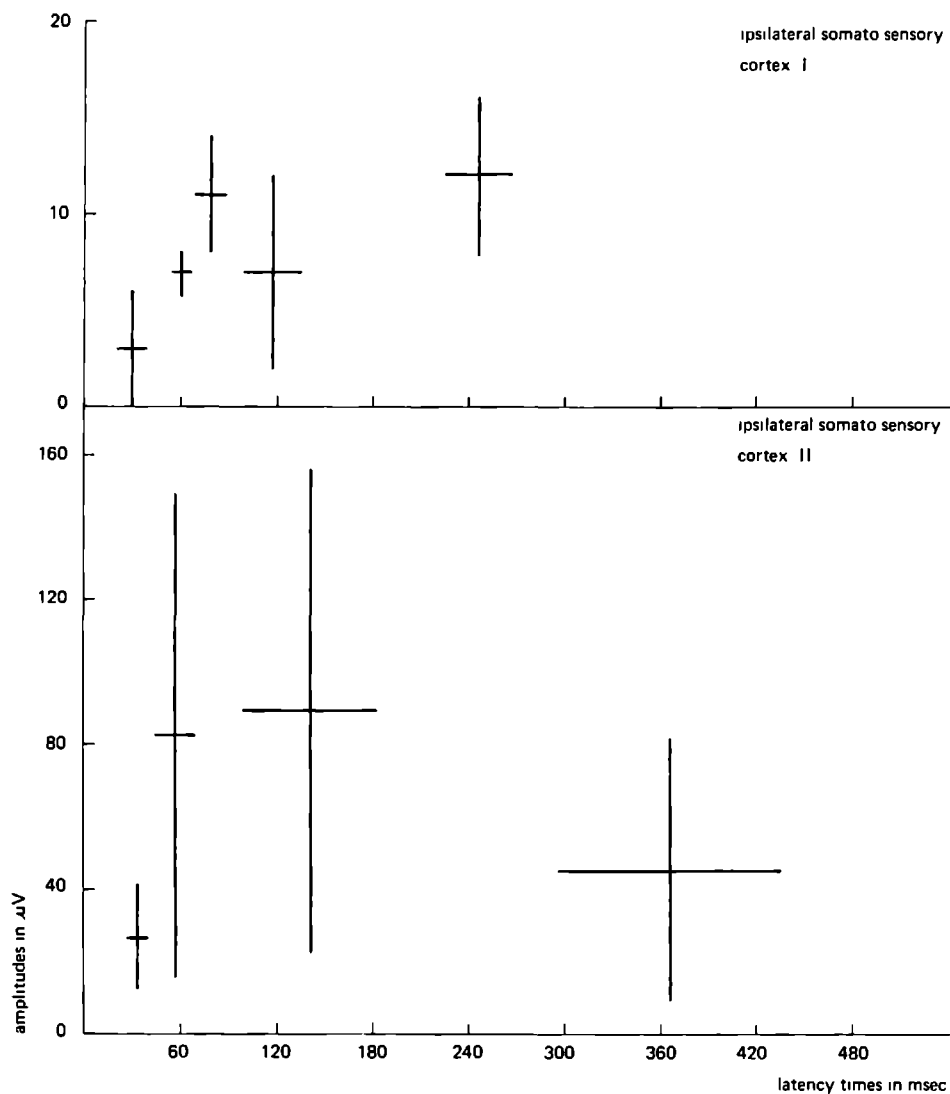 20
ipsilateral somato sensory
cortex I
10
0
ipsilateral somato sensory
cortex II
160
120
80
40
0
amplitudes in µV
60 120 180 240 300 360 420 480
latency times in msec